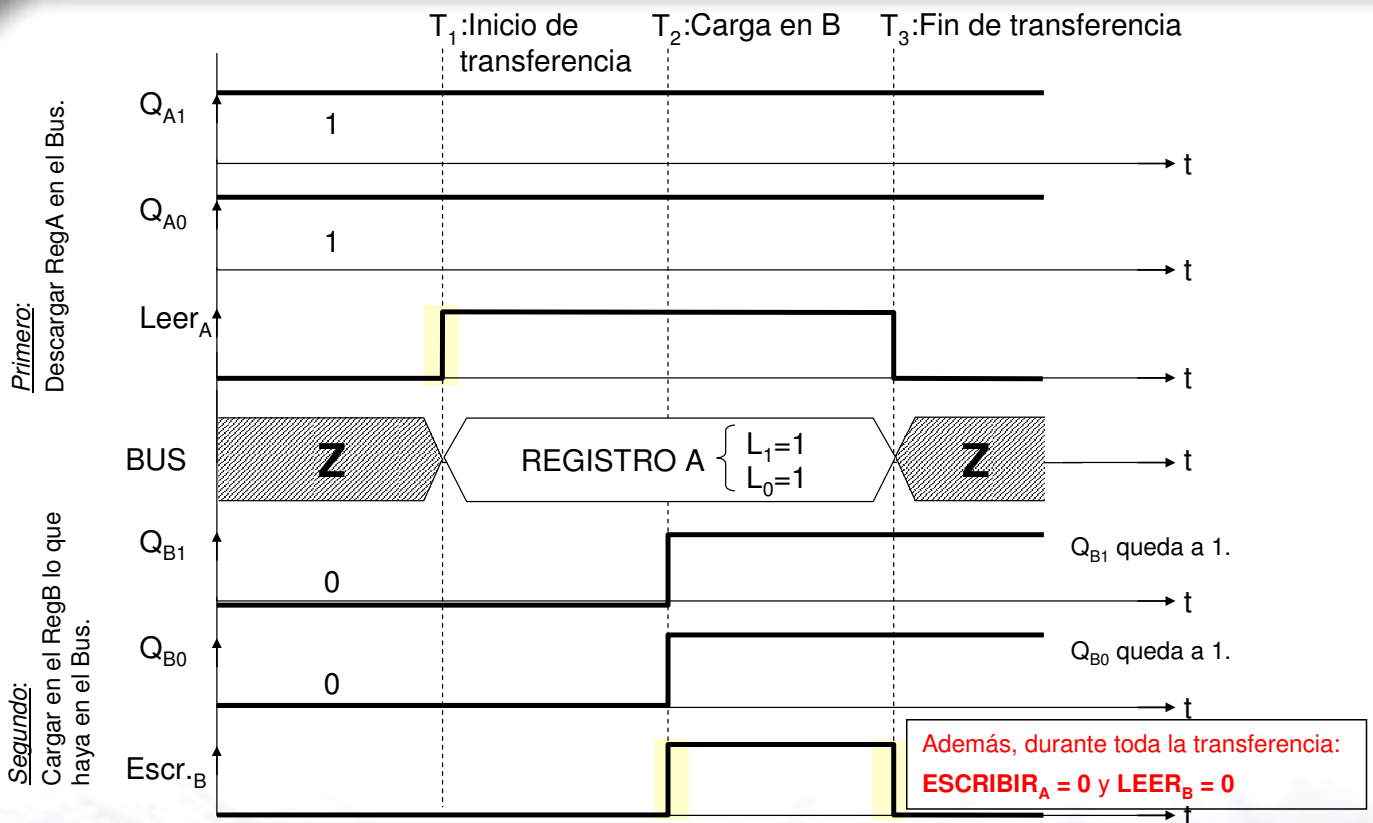 T1:Inicio de transferencia
T2:Carga en B
T3:Fin de transferencia
Primero:
Descargar RegA en el Bus.
QA1
1
t
QA0
1
t
LeerA
t
BUS
Z
REGISTRO A { L1=1
L0=1
Z
t
Segundo:
Cargar en el RegB lo que
haya en el Bus.
QB1
0
QB1 queda a 1.
t
QB0
0
QB0 queda a 1.
t
Escr.B
Además, durante toda la transferencia:
ESCRIBIRA = 0 y LEERB = 0
t